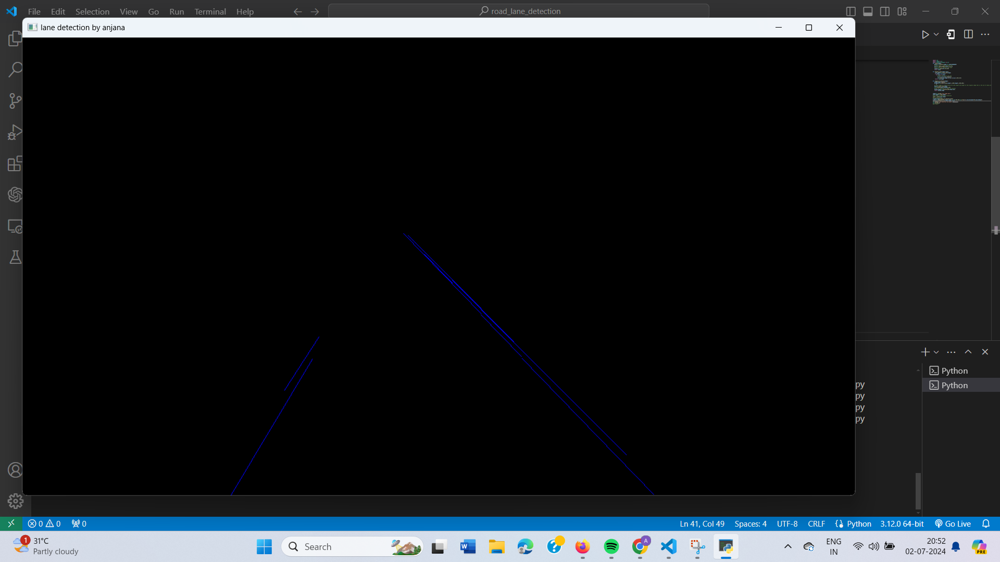 File Edit Selection View Go Run Terminal Help
road_lane_detection
lane detection by anjana
Python
Python
py
py
py
py
0 0 0
Ln 41, Col 49 Spaces: 4 UTF-8 CRLF Python 3.12.0 64-bit Go Live
1
31°C
Partly cloudy
Search
A
ENG
IN
20:52
02-07-2024
PRE